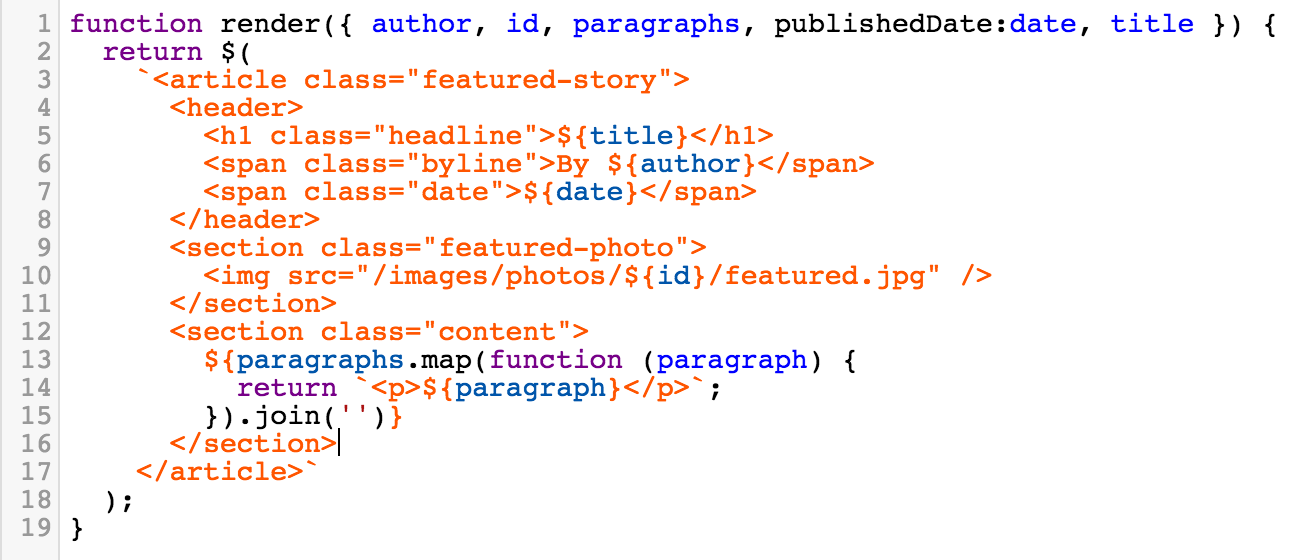 1 function render({ author, id, paragraphs, publishedDate:date, title }) {
2   return $(
3     `<article class="featured-story">
4       <header>
5         <h1 class="headline">${title}</h1>
6         <span class="byline">By ${author}</span>
7         <span class="date">${date}</span>
8       </header>
9       <section class="featured-photo">
10         <img src="/images/photos/${id}/featured.jpg" />
11       </section>
12       <section class="content">
13         ${paragraphs.map(function (paragraph) {
14           return `<p>${paragraph}</p>`;
15         }).join('')}
16       </section>
17     </article>`
18   );
19 }